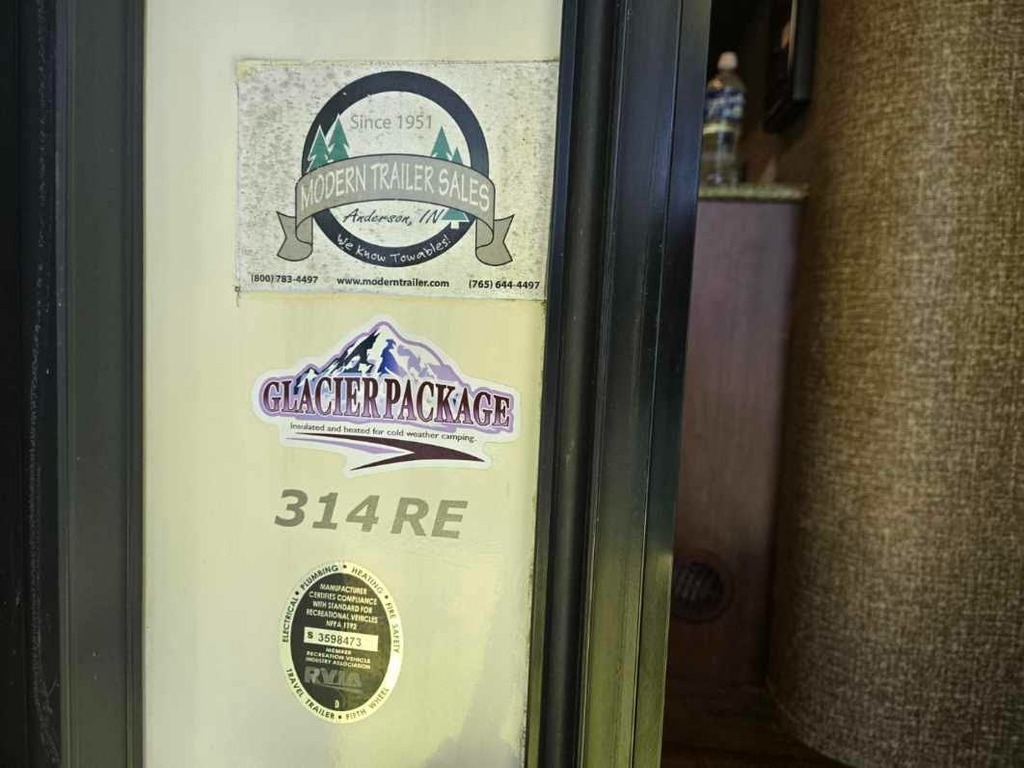 Since 1951
MODERN TRAILER SALES
Anderson, IN
We Know Towables!
(800) 783-4497 www.moderntrailer.com (765) 644-4497
GLACIER PACKAGE
Insulated and heated for cold weather camping.
314 RE
ELECTRICAL • PLUMBING • HEATING • FIRE SAFETY
MANUFACTURER
CERTIFIES COMPLIANCE
WITH STANDARD FOR
RECREATIONAL VEHICLES
NFPA 1192
S 3598473
MEMBER
RECREATION VEHICLE
INDUSTRY ASSOCIATION
RVIA
D
TRAVEL TRAILER • FIFTH WHEEL